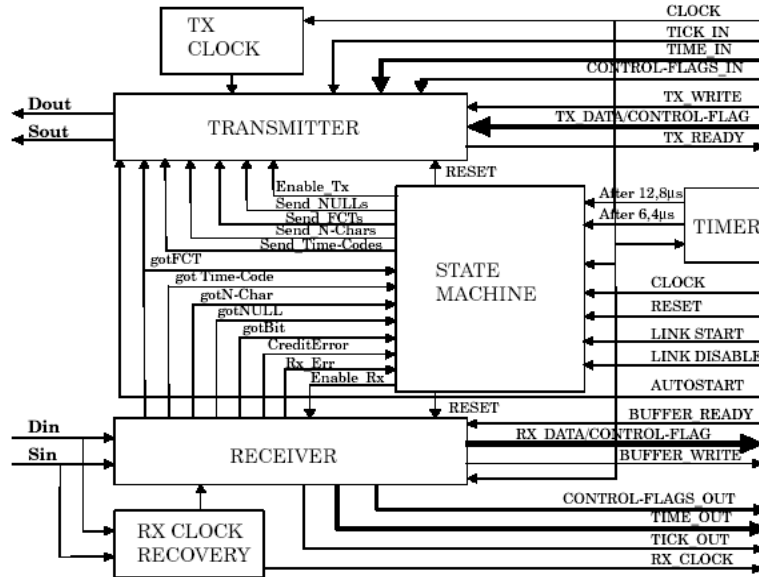 TX
CLOCK
CLOCK
TICK_IN
TIME_IN
CONTROL-FLAGS_IN
Dout
Sout
TRANSMITTER
TX_WRITE
TX_DATA/CONTROL-FLAG
TX_READY
RESET
Enable_Tx
Send_NULLs
Send_FCTs
Send_N-Chars
Send_Time-Codes
After 12,8µs
After 6,4µs
TIMER
gotFCT
got Time-Code
gotN-Char
gotNULL
gotBit
CreditError
Rx_Err
Enable_Rx
STATE
MACHINE
CLOCK
RESET
LINK START
LINK DISABLE
AUTOSTART
RESET
BUFFER_READY
Din
Sin
RECEIVER
RX_DATA/CONTROL-FLAG
BUFFER_WRITE
RX CLOCK
RECOVERY
CONTROL-FLAGS_OUT
TIME_OUT
TICK_OUT
RX_CLOCK